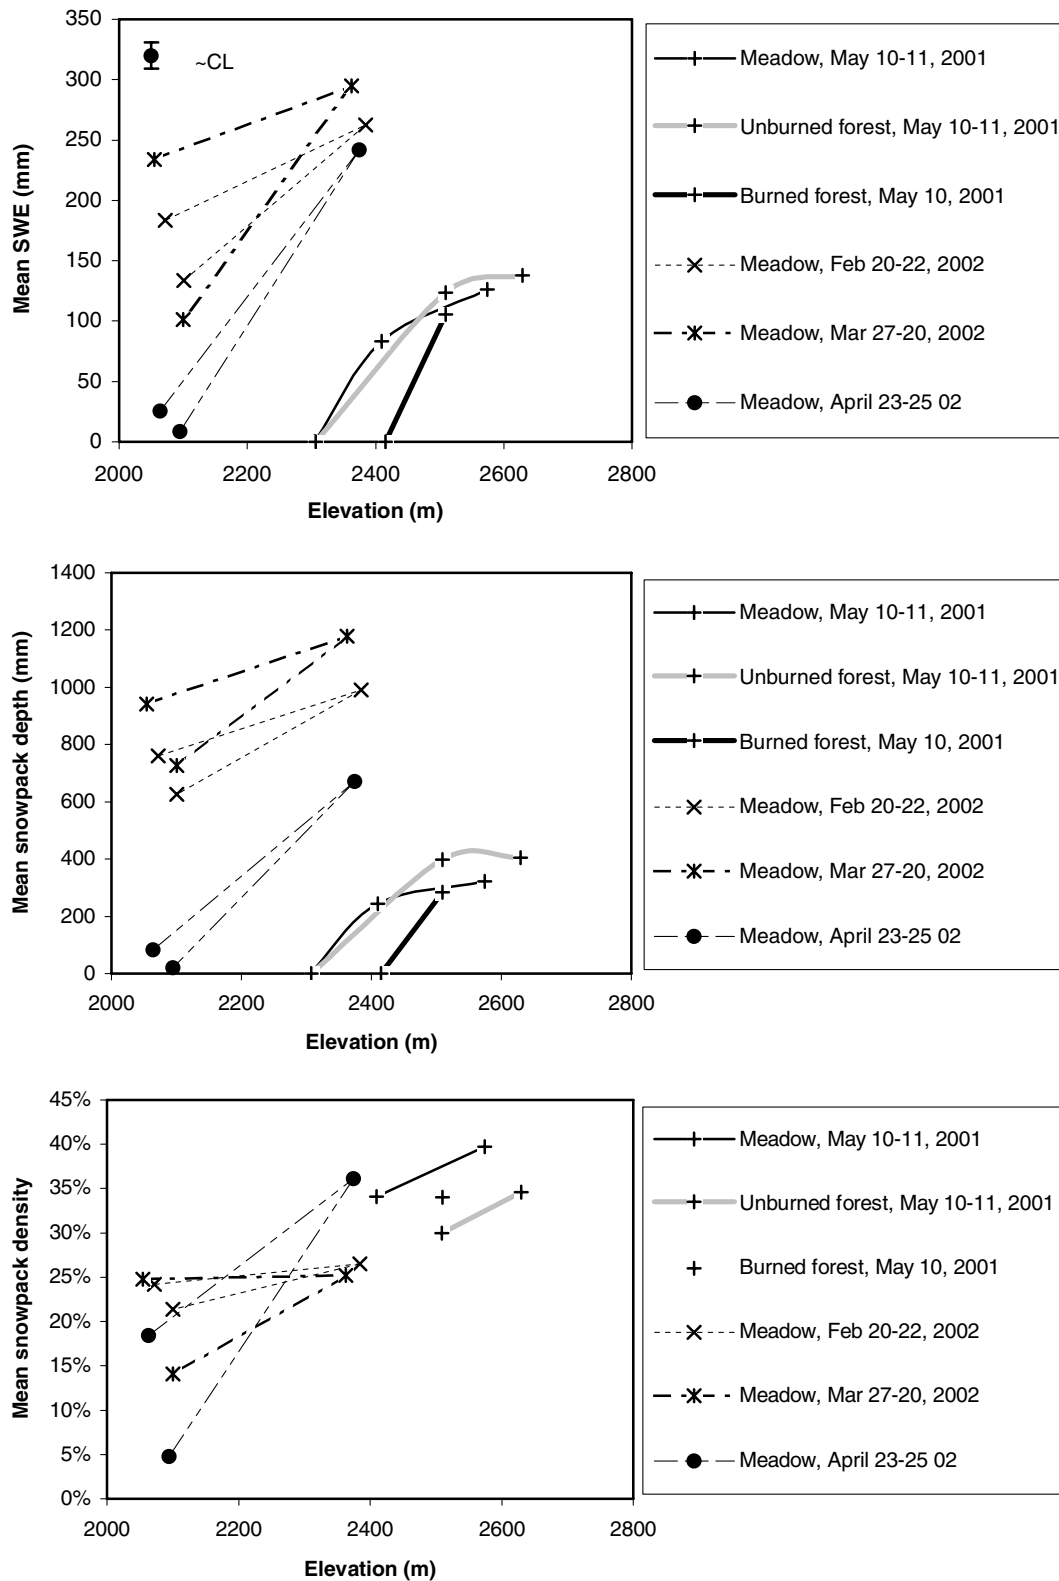 350
300
250
200
150
100
50
0
Mean SWE (mm)
~CL
2000 2200 2400 2600 2800
Elevation (m)
Meadow, May 10-11, 2001
Unburned forest, May 10-11, 2001
Burned forest, May 10, 2001
Meadow, Feb 20-22, 2002
Meadow, Mar 27-20, 2002
Meadow, April 23-25 02
1400
1200
1000
800
600
400
200
0
Mean snowpack depth (mm)
2000 2200 2400 2600 2800
Elevation (m)
Meadow, May 10-11, 2001
Unburned forest, May 10-11, 2001
Burned forest, May 10, 2001
Meadow, Feb 20-22, 2002
Meadow, Mar 27-20, 2002
Meadow, April 23-25 02
45%
40%
35%
30%
25%
20%
15%
10%
5%
0%
Mean snowpack density
2000 2200 2400 2600 2800
Elevation (m)
Meadow, May 10-11, 2001
Unburned forest, May 10-11, 2001
Burned forest, May 10, 2001
Meadow, Feb 20-22, 2002
Meadow, Mar 27-20, 2002
Meadow, April 23-25 02